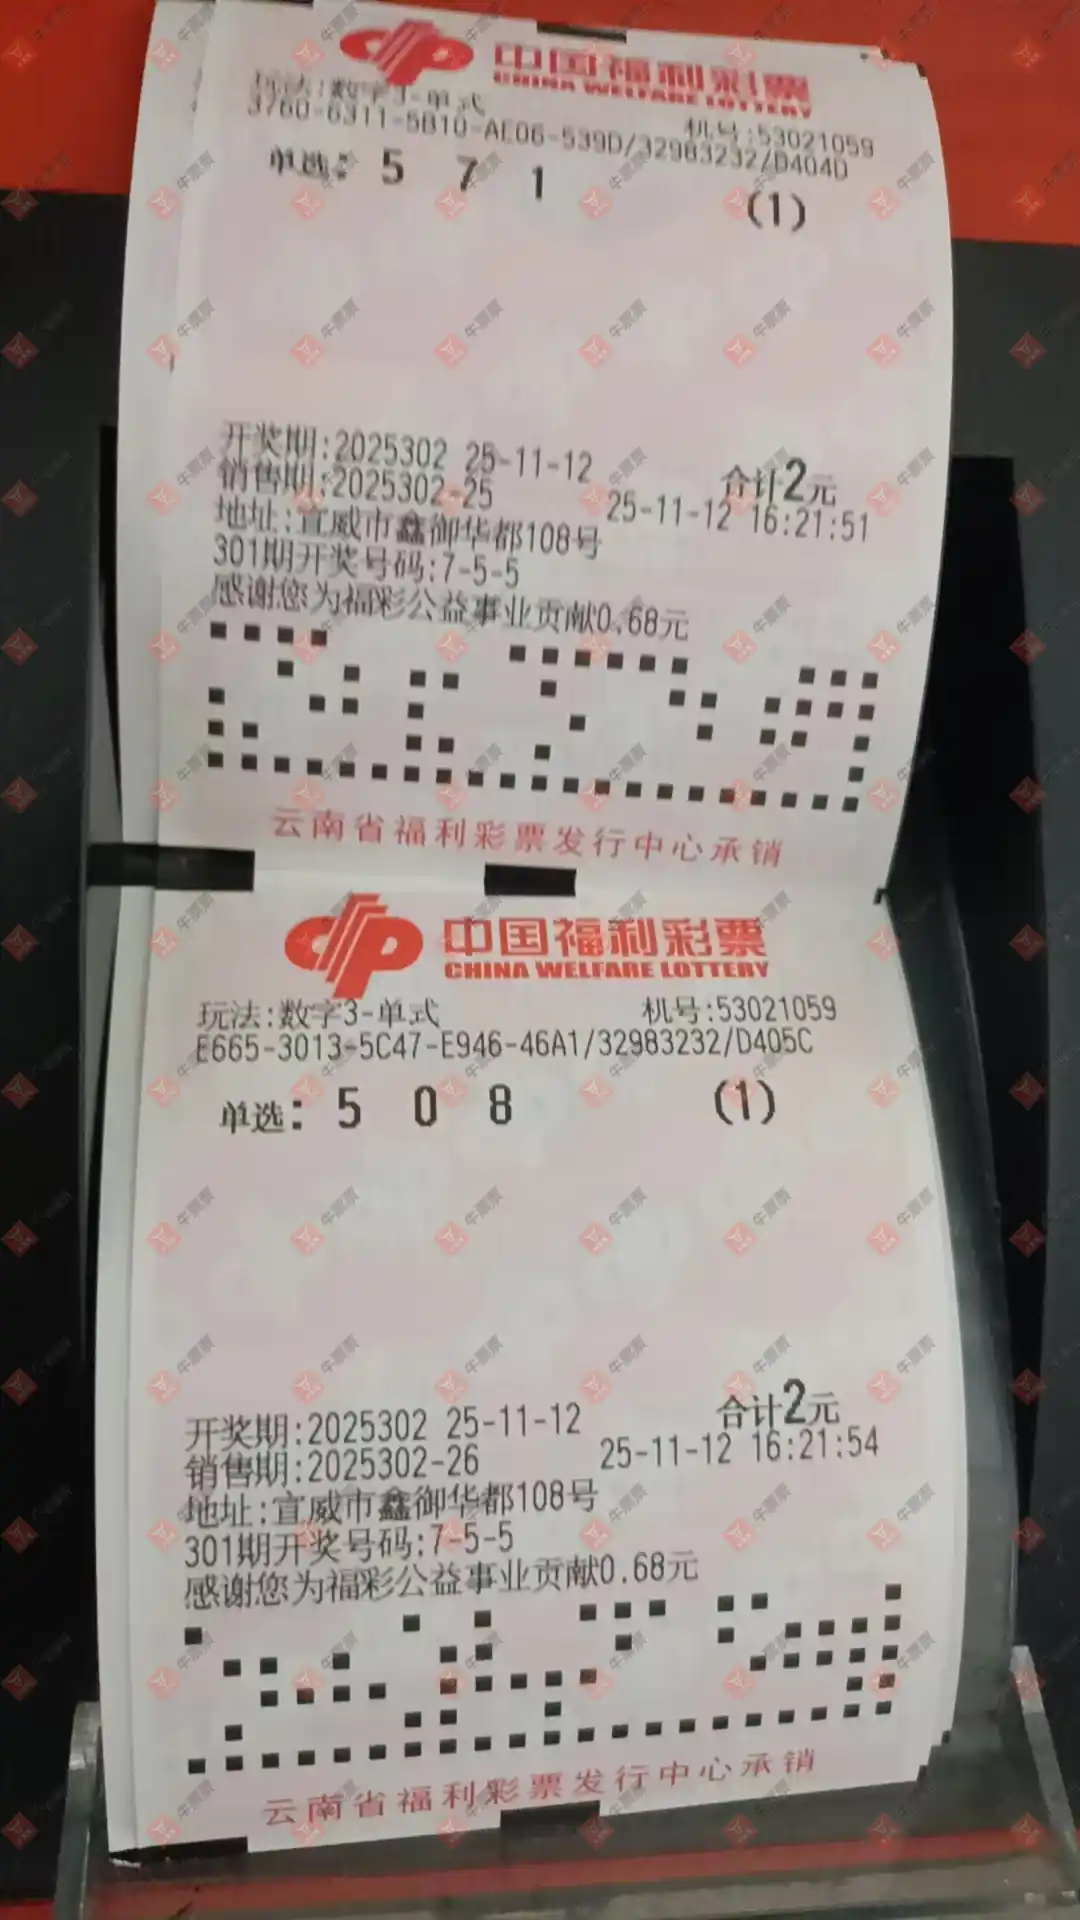 中国福利彩票
CHINA WELFARE LOTTERY
玩法:数字3-单式 机号:53021059
3760-6311-5B10-AE06-539D/32983232/D404D
单选: 5 7 1 (1)
开奖期:2025302 25-11-12 合计2元
销售期:2025302-25 25-11-12 16:21:51
地址:宣威市鑫御华都108号
301期开奖号码:7-5-5
感谢您为福彩公益事业贡献0.68元
云南省福利彩票发行中心承销
中国福利彩票
CHINA WELFARE LOTTERY
玩法:数字3-单式 机号:53021059
E665-3013-5C47-E946-46A1/32983232/D405C
单选: 5 0 8 (1)
开奖期:2025302 25-11-12 合计2元
销售期:2025302-26 25-11-12 16:21:54
地址:宣威市鑫御华都108号
301期开奖号码:7-5-5
感谢您为福彩公益事业贡献0.68元
云南省福利彩票发行中心承销
牛票票